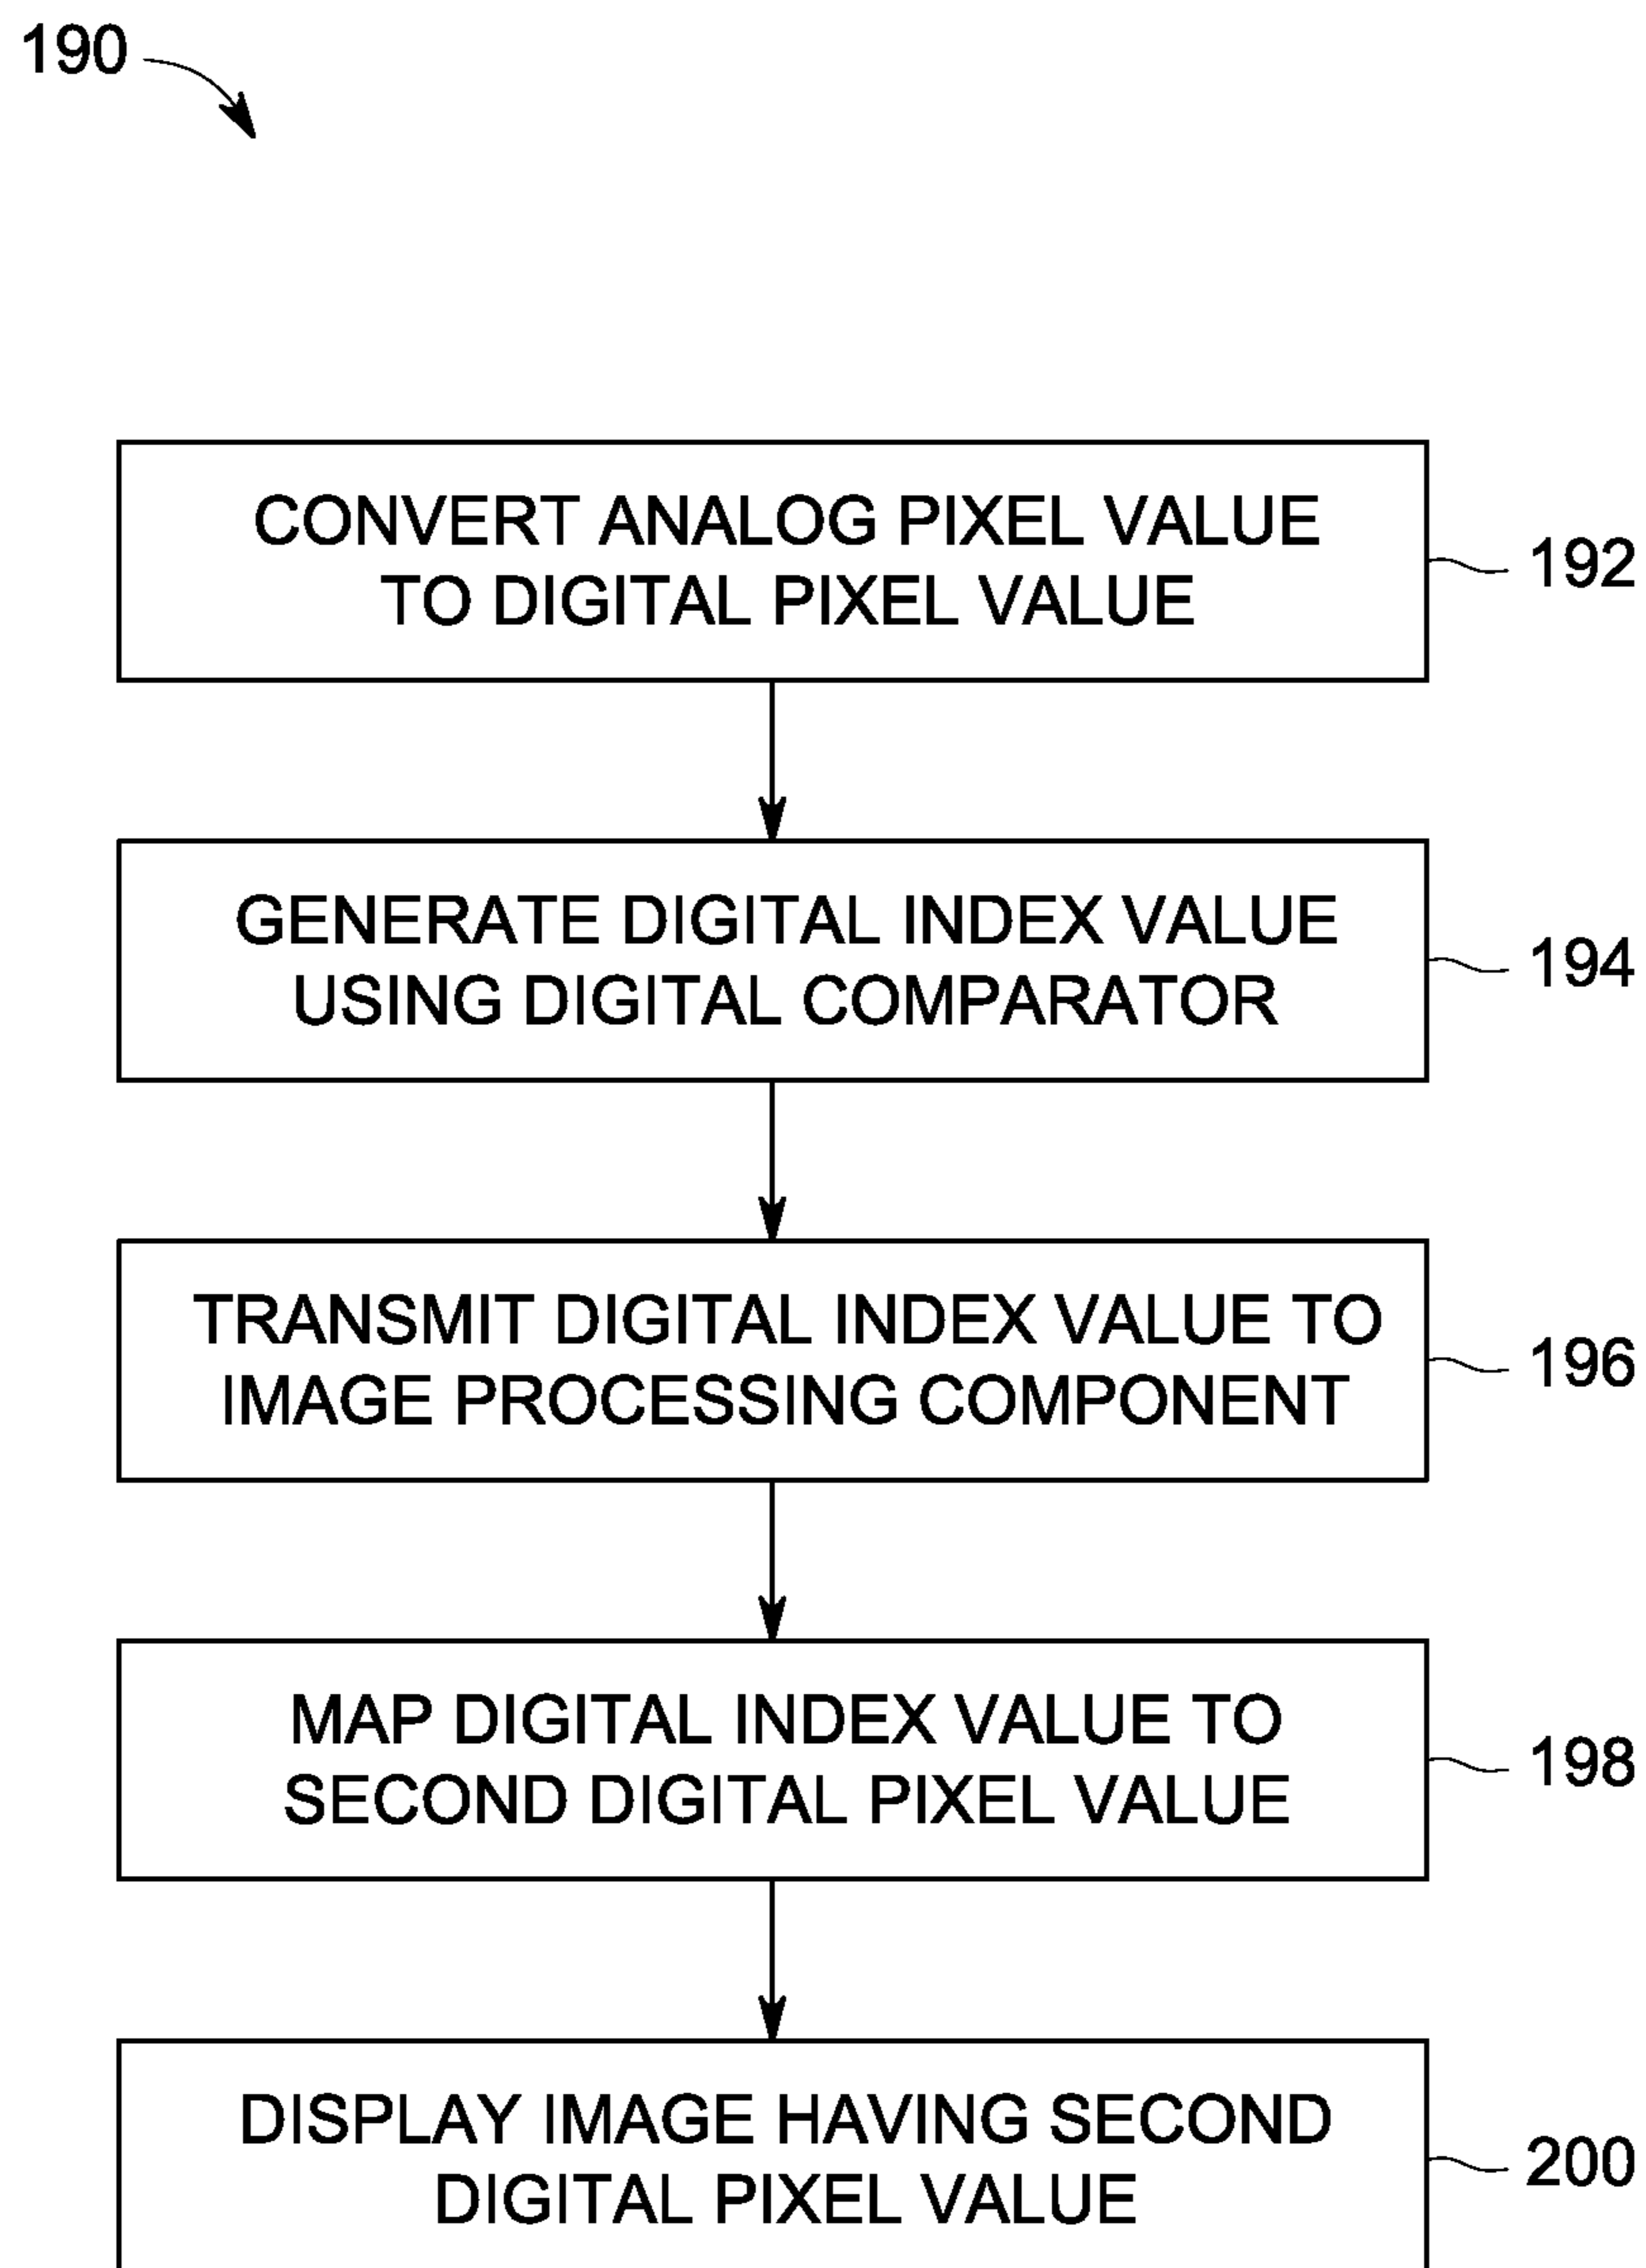 190
CONVERT ANALOG PIXEL VALUE
TO DIGITAL PIXEL VALUE
192
GENERATE DIGITAL INDEX VALUE
USING DIGITAL COMPARATOR
194
TRANSMIT DIGITAL INDEX VALUE TO
IMAGE PROCESSING COMPONENT
196
MAP DIGITAL INDEX VALUE TO
SECOND DIGITAL PIXEL VALUE
198
DISPLAY IMAGE HAVING SECOND
DIGITAL PIXEL VALUE
200